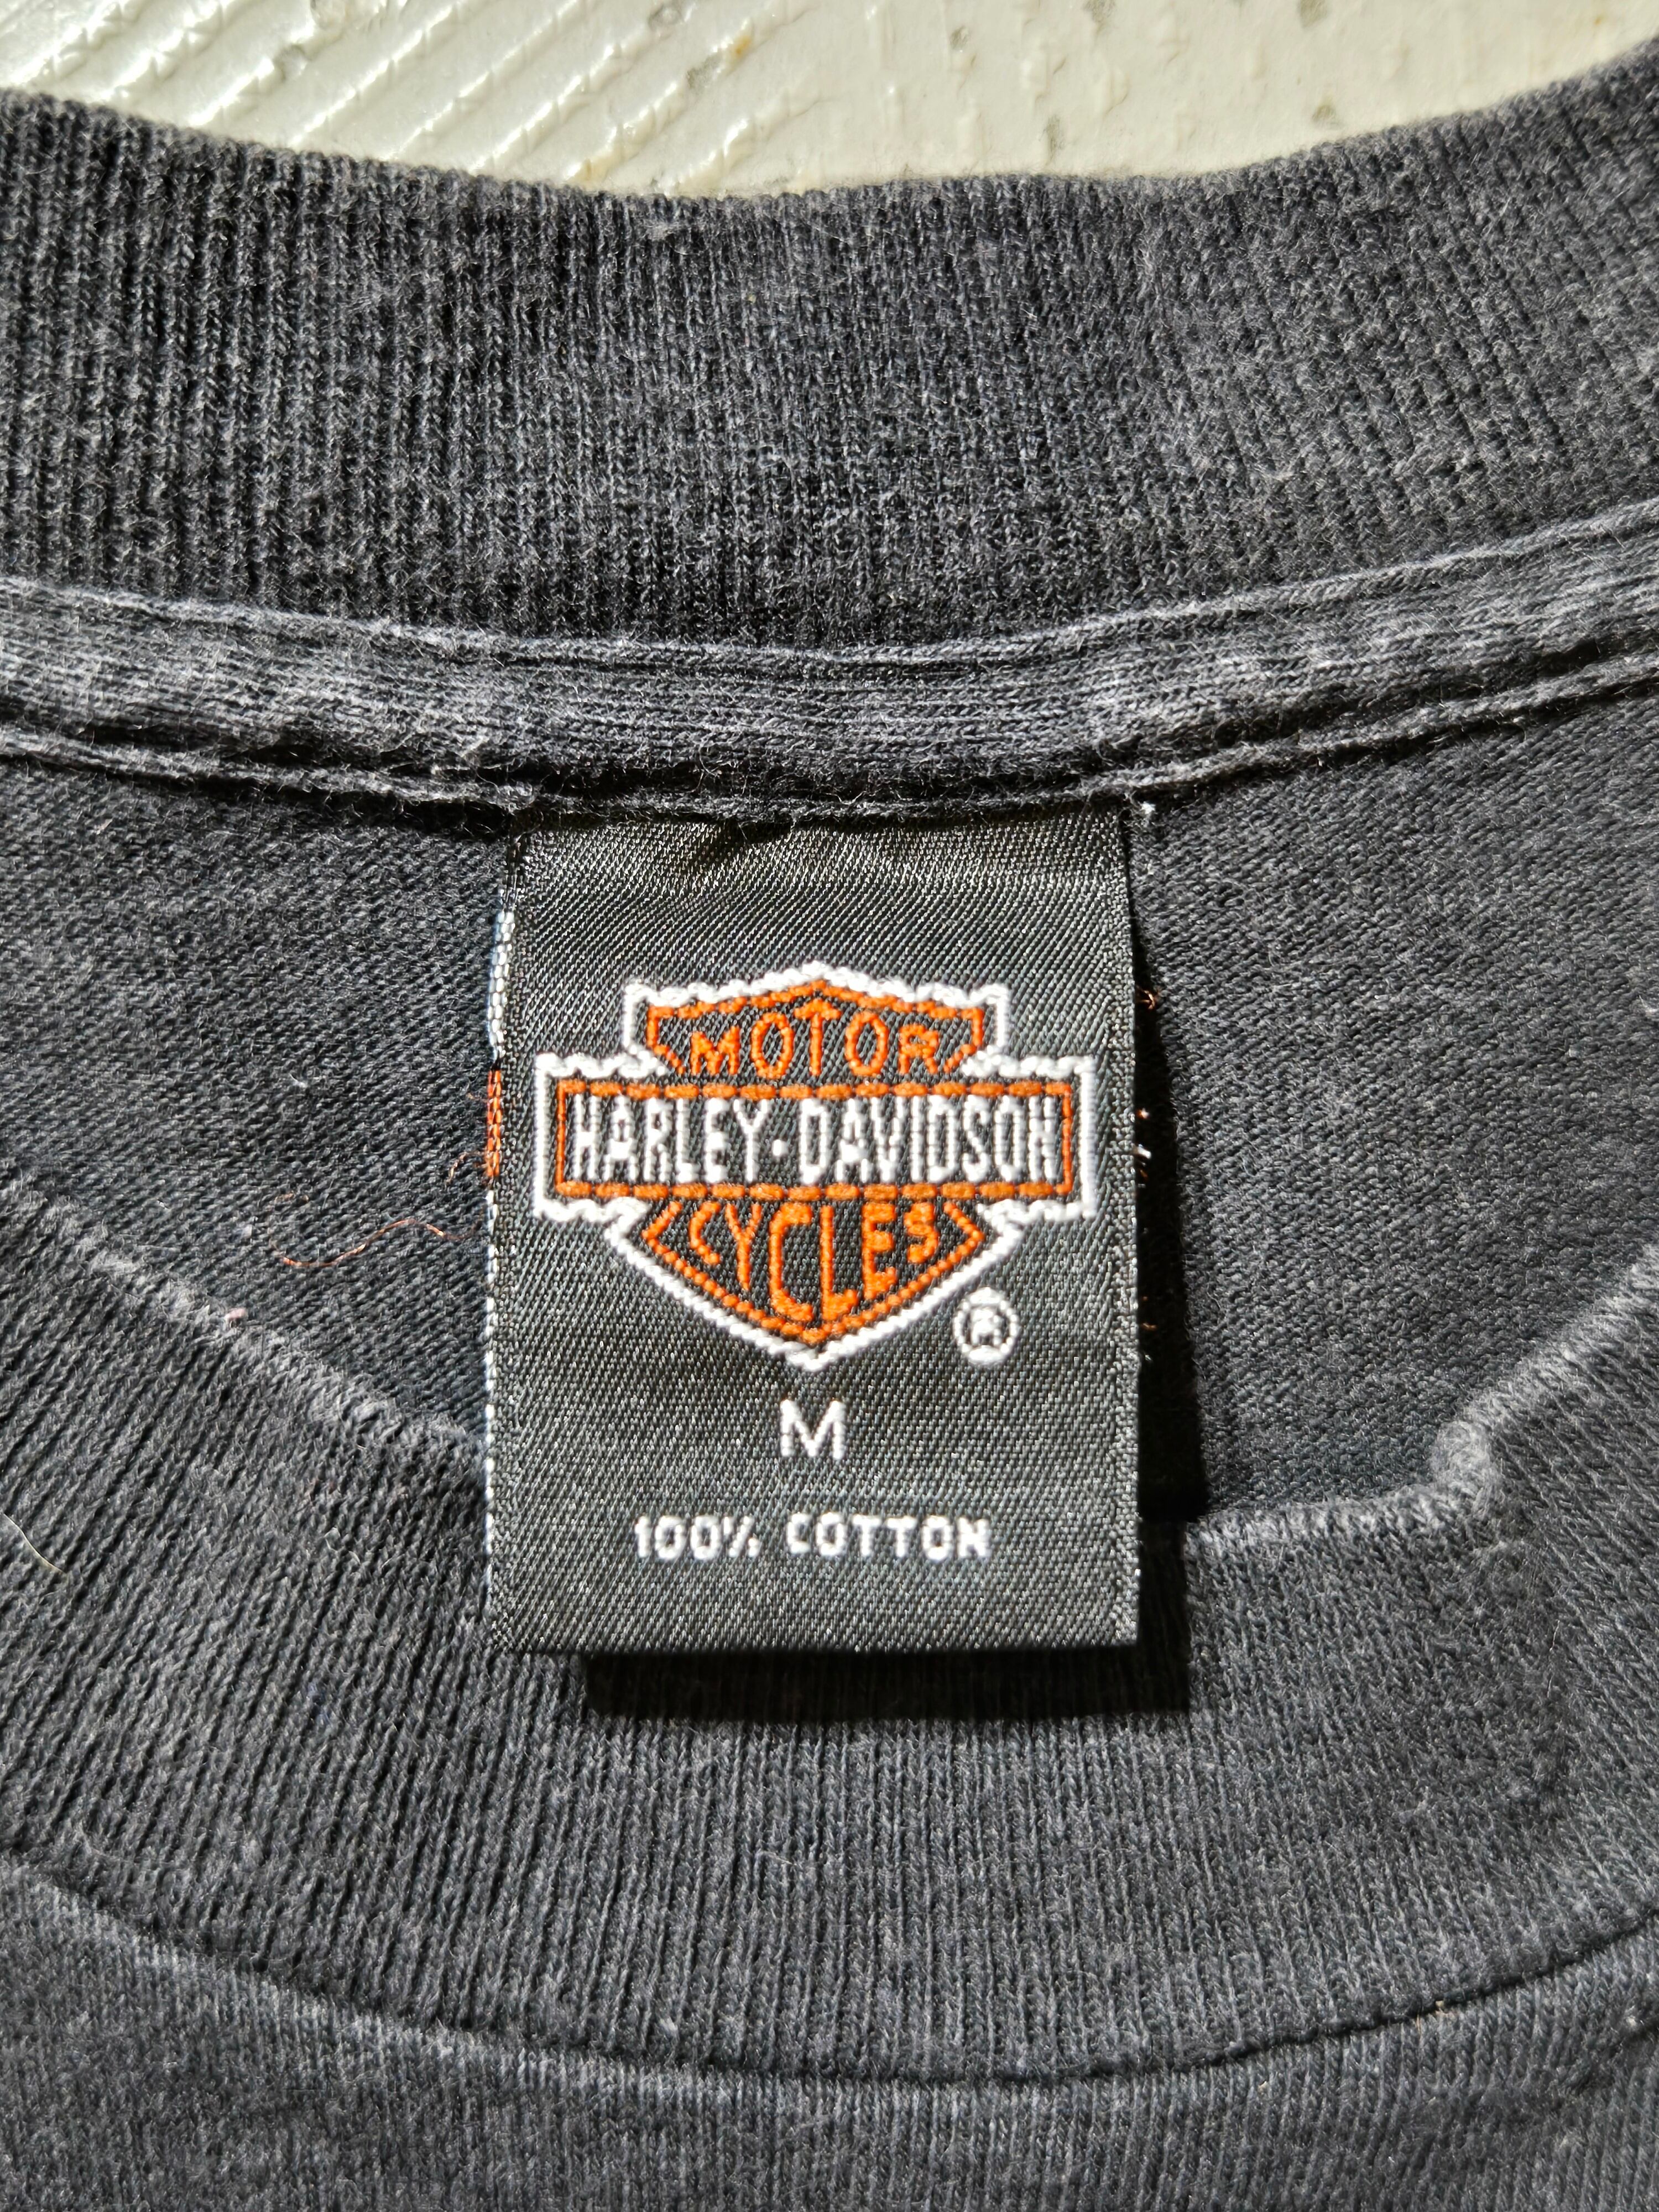 MOTOR
HARLEY-DAVIDSON
CYCLES
®
M
100% COTTON